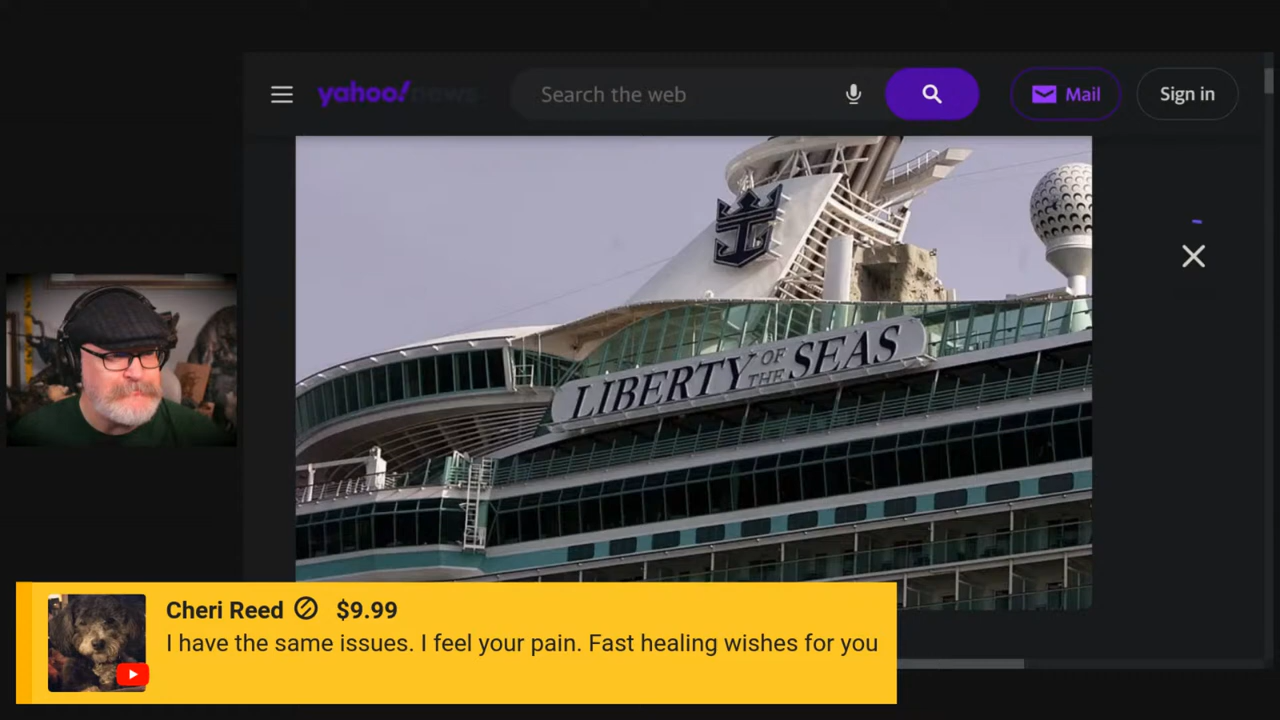 yahoo!news
Search the web
Mail
Sign in
LIBERTY OF THE SEAS
Cheri Reed $9.99
I have the same issues. I feel your pain. Fast healing wishes for you